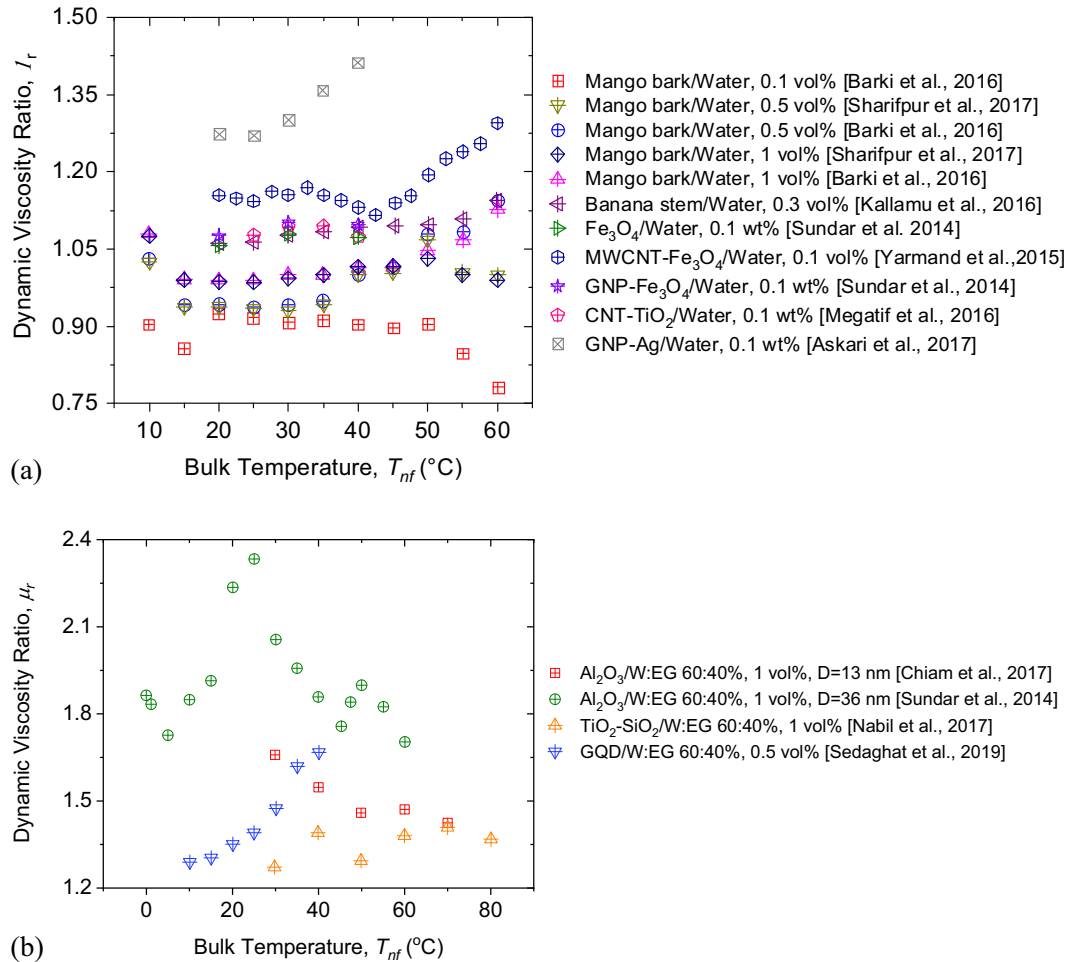 1.50
1.35
1.20
1.05
0.90
0.75
Dynamic Viscosity Ratio, 1r
10 20 30 40 50 60
Bulk Temperature, Tnf (°C)
(a)
Mango bark/Water, 0.1 vol% [Barki et al., 2016]
Mango bark/Water, 0.5 vol% [Sharifpur et al., 2017]
Mango bark/Water, 0.5 vol% [Barki et al., 2016]
Mango bark/Water, 1 vol% [Sharifpur et al., 2017]
Mango bark/Water, 1 vol% [Barki et al., 2016]
Banana stem/Water, 0.3 vol% [Kallamu et al., 2016]
Fe3O4/Water, 0.1 wt% [Sundar et al. 2014]
MWCNT-Fe3O4/Water, 0.1 vol% [Yarmand et al.,2015]
GNP-Fe3O4/Water, 0.1 wt% [Sundar et al. 2014]
CNT-TiO2/Water, 0.1 wt% [Megatif et al., 2016]
GNP-Ag/Water, 0.1 wt% [Askari et al., 2017]
2.4
2.1
1.8
1.5
1.2
Dynamic Viscosity Ratio, μr
0 20 40 60 80
Bulk Temperature, Tnf (°C)
(b)
Al2O3/W:EG 60:40%, 1 vol%, D=13 nm [Chiam et al., 2017]
Al2O3/W:EG 60:40%, 1 vol%, D=36 nm [Sundar et al., 2014]
TiO2-SiO2/W:EG 60:40%, 1 vol% [Nabil et al., 2017]
GQD/W:EG 60:40%, 0.5 vol% [Sedaghat et al., 2019]